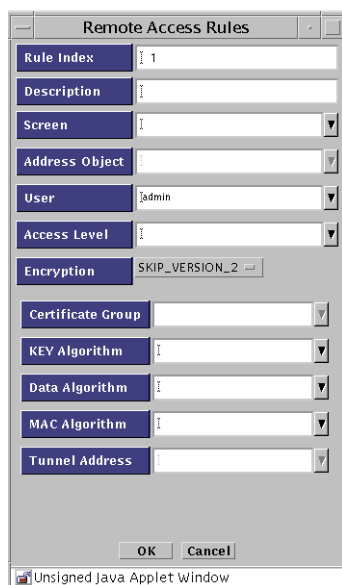 Remote Access Rules
Rule Index 1
Description
Screen
Address Object
User admin
Access Level
Encryption SKIP_VERSION_2
Certificate Group
KEY Algorithm
Data Algorithm
MAC Algorithm
Tunnel Address
OK Cancel
Unsigned Java Applet Window